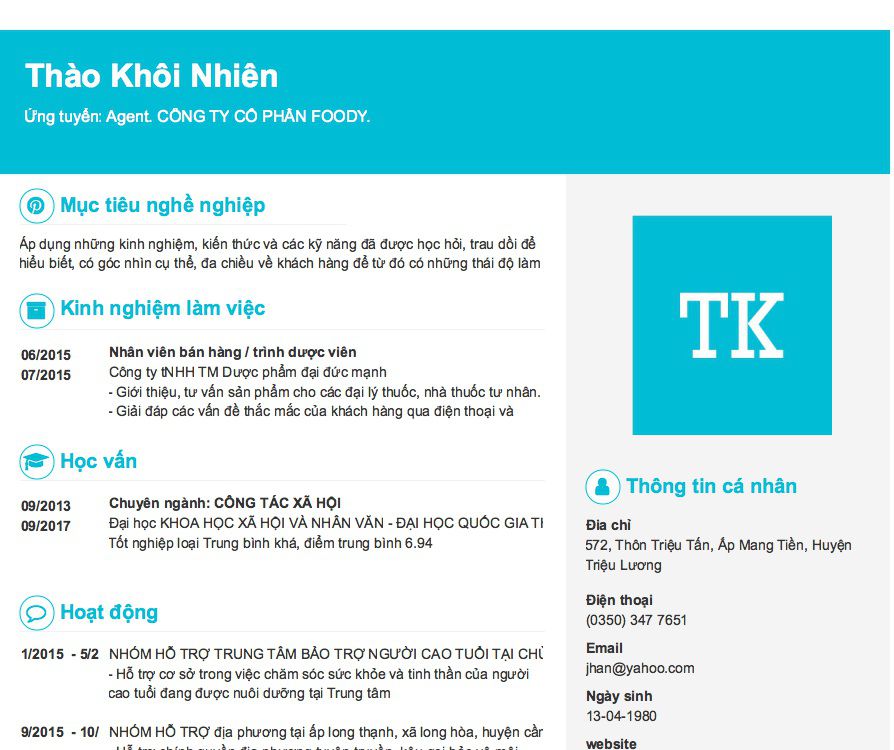 Thào Khôi Nhiên
Ứng tuyển: Agent. CÔNG TY CỔ PHẦN FOODY.
Mục tiêu nghề nghiệp
Áp dụng những kinh nghiệm, kiến thức và các kỹ năng đã được học hỏi, trau dồi để
hiểu biết, có góc nhìn cụ thể, đa chiều về khách hàng để từ đó có những thái độ làm
Kinh nghiệm làm việc
06/2015
07/2015
Nhân viên bán hàng / trình dược viên
Công ty tNHH TM Dược phẩm đại đức mạnh
- Giới thiệu, tư vấn sản phẩm cho các đại lý thuốc, nhà thuốc tư nhân.
- Giải đáp các vấn đề thắc mắc của khách hàng qua điện thoại và
Học vấn
09/2013
09/2017
Chuyên ngành: CÔNG TÁC XÃ HỘI
Đại học KHOA HỌC XÃ HỘI VÀ NHÂN VĂN - ĐẠI HỌC QUỐC GIA
Tốt nghiệp loại Trung bình khá, điểm trung bình 6.94
Hoạt động
1/2015 - 5/2
NHÓM HỖ TRỢ TRUNG TÂM BẢO TRỢ NGƯỜI CAO TUỔI TẠI
- Hỗ trợ cơ sở trong việc chăm sóc sức khỏe và tinh thần của người
cao tuổi đang được nuôi dưỡng tại Trung tâm
9/2015 - 10/
NHÓM HỖ TRỢ địa phương tại ấp long thạnh, xã long hòa, huyện
TK
Thông tin cá nhân
Địa chỉ
572, Thôn Triệu Tấn, Ấp Mang Tiền, Huyện
Triệu Lương
Điện thoại
(0350) 347 7651
Email
jhan@yahoo.com
Ngày sinh
13-04-1980
website